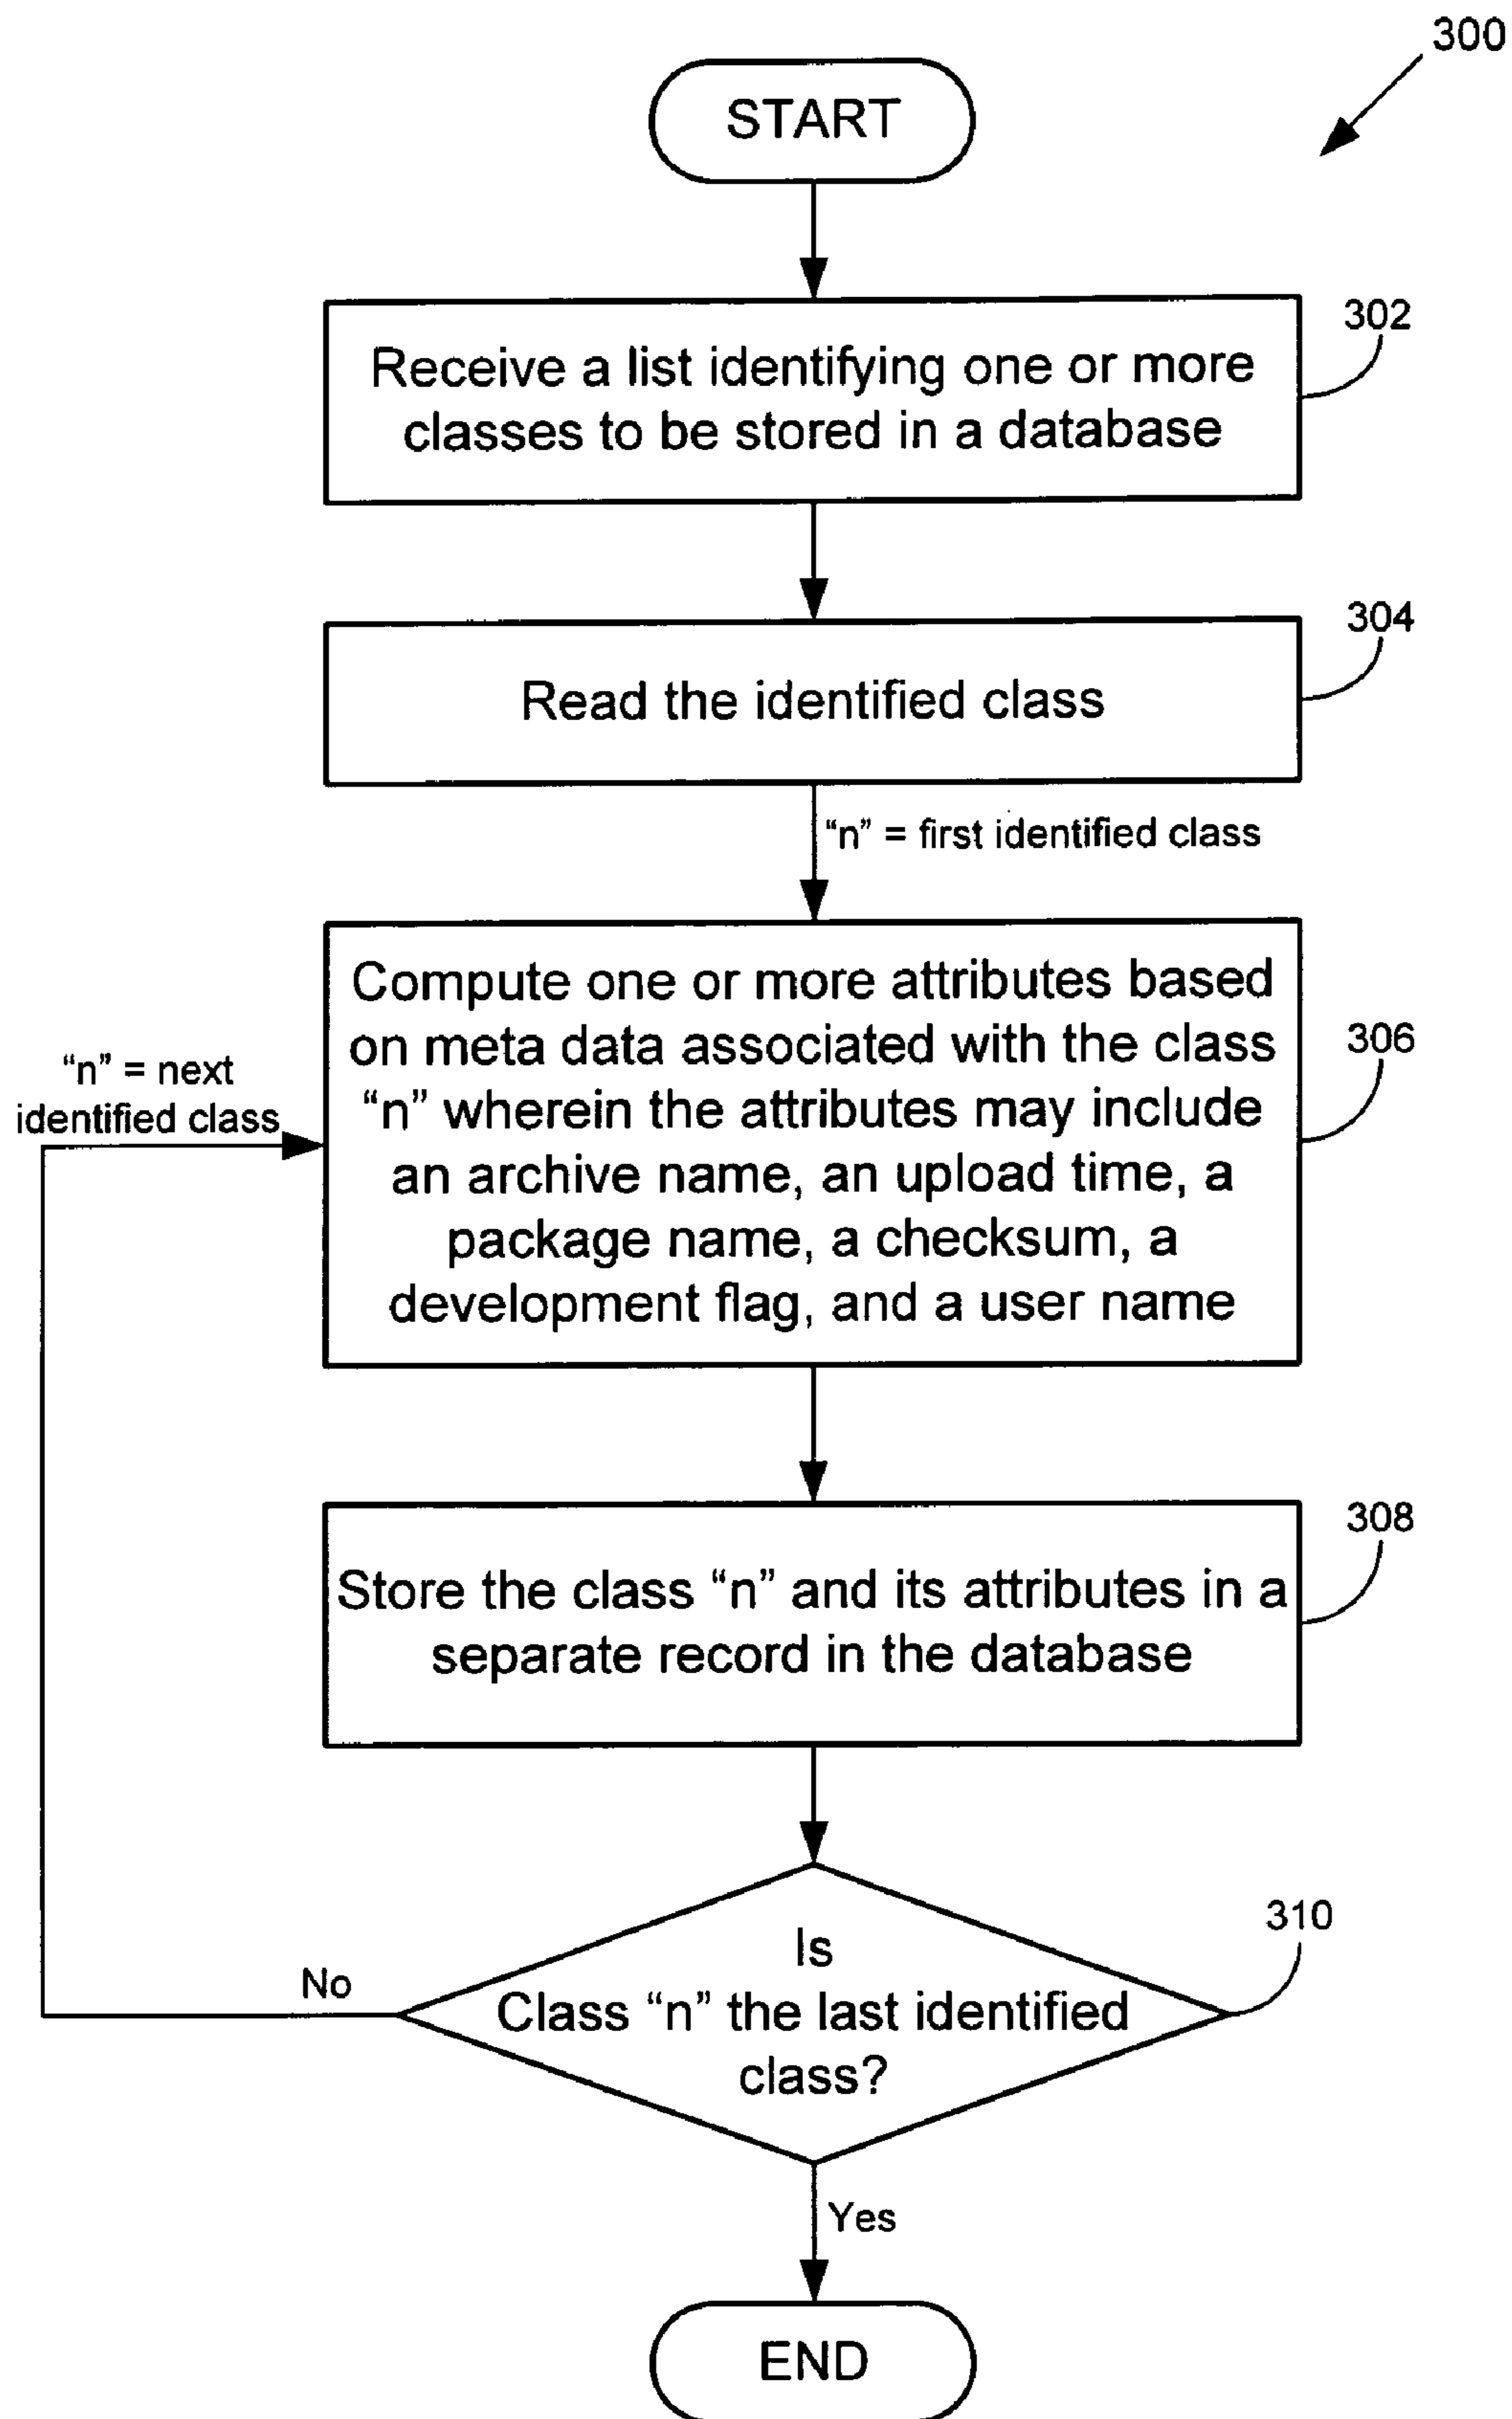 300
START
302
Receive a list identifying one or more
classes to be stored in a database
304
Read the identified class
“n” = first identified class
Compute one or more attributes based
on meta data associated with the class
“n” wherein the attributes may include
an archive name, an upload time, a
package name, a checksum, a
development flag, and a user name
306
“n” = next
identified class
308
Store the class “n” and its attributes in a
separate record in the database
310
Is
Class “n” the last identified
class?
No
Yes
END